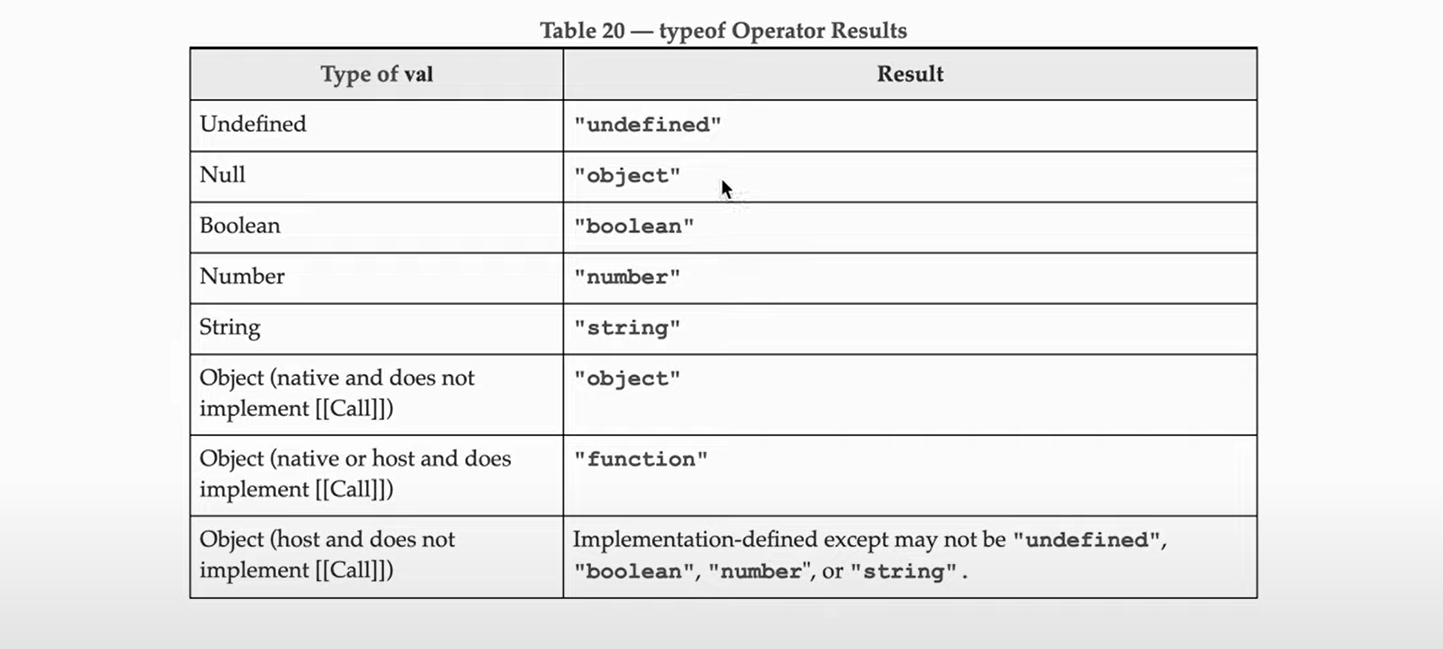 Table 20 — typeof Operator Results
Type of val
Result
Undefined
"undefined"
Null
"object"
Boolean
"boolean"
Number
"number"
String
"string"
Object (native and does not
implement [[Call]])
"object"
Object (native or host and does
implement [[Call]])
"function"
Object (host and does not
implement [[Call]])
Implementation-defined except may not be "undefined",
"boolean", "number", or "string".